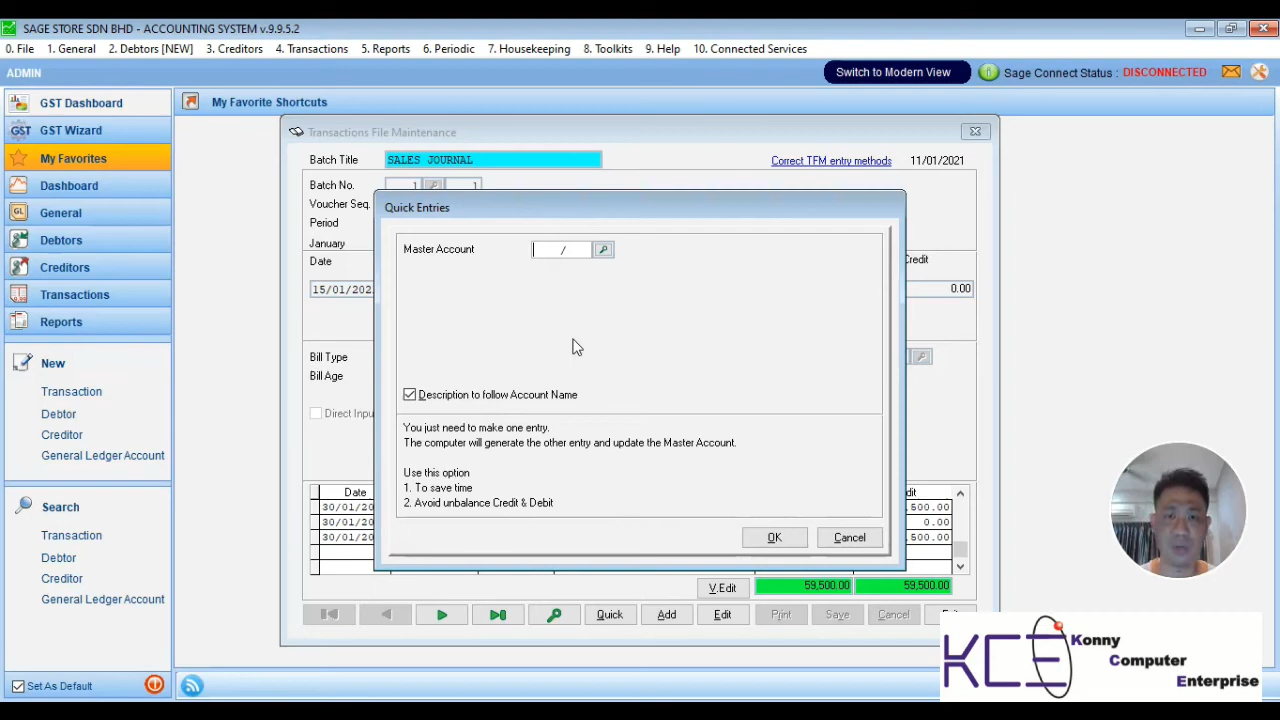 SAGE STORE SDN BHD - ACCOUNTING SYSTEM v.9.9.5.2
0. File 1. General 2. Debtors [NEW] 3. Creditors 4. Transactions 5. Reports 6. Periodic 7. Housekeeping 8. Toolkits 9. Help 10. Connected Services
ADMIN
Switch to Modern View
Sage Connect Status : DISCONNECTED
GST Dashboard
GST Wizard
My Favorites
Dashboard
General
Debtors
Creditors
Transactions
Reports
New
Transaction
Debtor
Creditor
General Ledger Account
Search
Transaction
Debtor
Creditor
General Ledger Account
Set As Default
My Favorite Shortcuts
Transactions File Maintenance
Batch Title SALES JOURNAL
Correct TFM entry methods 11/01/2021
Batch No. 1 1
Voucher Seq.
Period
January
Date
15/01/202
0.00
Bill Type
Bill Age
Quick Entries
Master Account /
Description to follow Account Name
You just need to make one entry.
The computer will generate the other entry and update the Master Account.
Use this option
1. To save time
2. Avoid unbalance Credit & Debit
OK Cancel
Date
30/01/20 ,500.00
30/01/20 0.00
30/01/20 ,500.00
V.Edit 59,500.00 59,500.00
Quick Add Edit Print Save Cancel
KCE
Konny
Computer
Enterprise